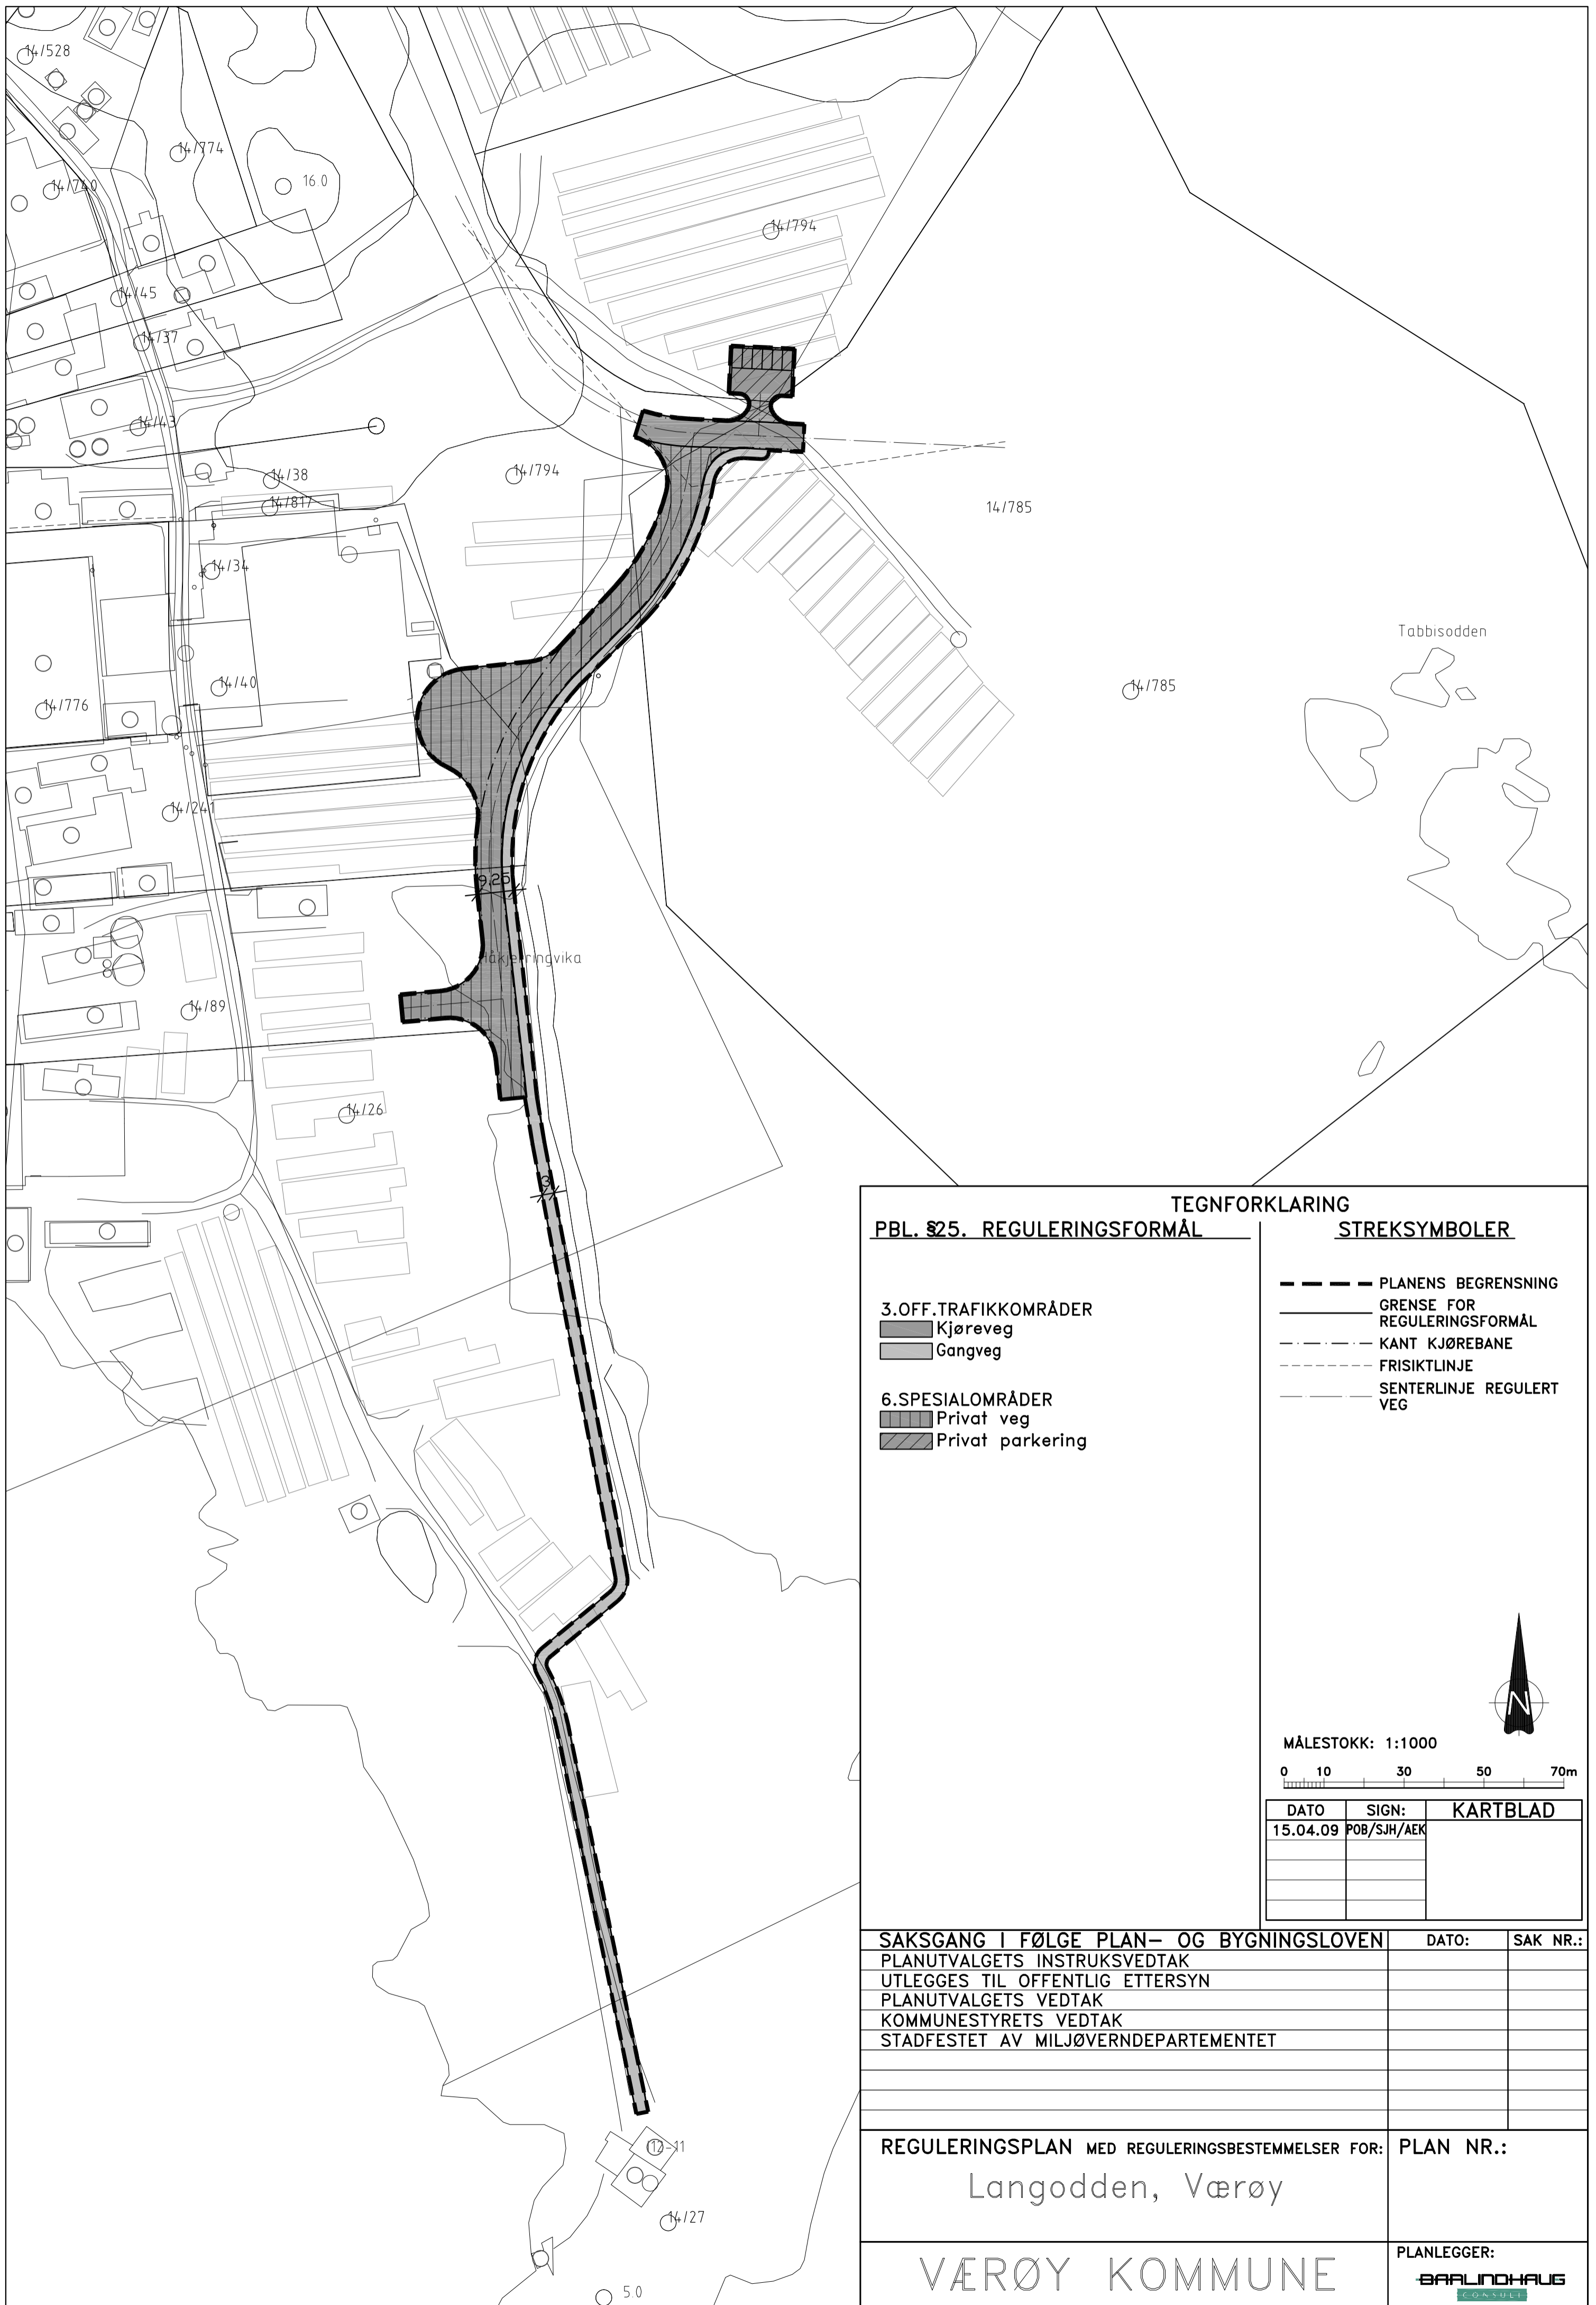 14/528
14/774
14/740
16.0
14/794
14/45
14/37
14/43
14/38
14/817
14/794
14/785
14/34
Tabbisodden
14/40
14/785
14/776
14/241
9,25
Håkjerringvika
14/89
14/26
3
TEGNFORKLARING
PBL. §25. REGULERINGSFORMÅL
STREKSYMBOLER
3.OFF.TRAFIKKOMRÅDER
Kjøreveg
Gangveg
6.SPESIALOMRÅDER
Privat veg
Privat parkering
PLANENS BEGRENSNING
GRENSE FOR
REGULERINGSFORMÅL
KANT KJØREBANE
FRISIKTLINJE
SENTERLINJE REGULERT
VEG
N
MÅLESTOKK: 1:1000
0 10 30 50 70m
DATO SIGN: KARTBLAD
15.04.09 POB/SJH/AEK
SAKSGANG I FØLGE PLAN- OG BYGNINGSLOVEN DATO: SAK NR.:
PLANUTVALGETS INSTRUKSVEDTAK
UTLEGGES TIL OFFENTLIG ETTERSYN
PLANUTVALGETS VEDTAK
KOMMUNESTYRETS VEDTAK
STADFESTET AV MILJØVERNDEPARTEMENTET
REGULERINGSPLAN MED REGULERINGSBESTEMMELSER FOR:
PLAN NR.:
Langodden, Værøy
VÆRØY KOMMUNE
PLANLEGGER:
BARLINDHAUG
CONSULT
14/27
5.0